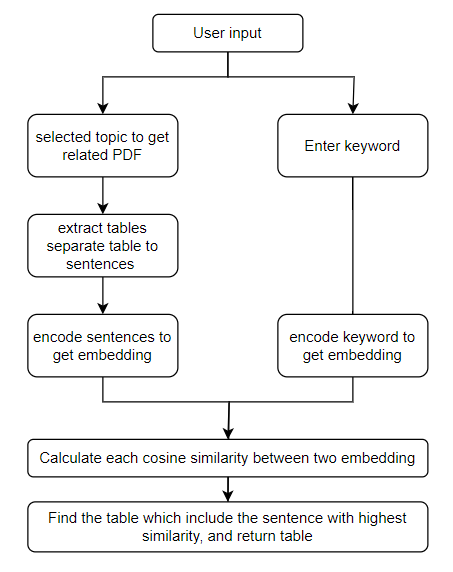 User input
selected topic to get
related PDF
Enter keyword
extract tables
separate table to
sentences
encode sentences to
get embedding
encode keyword to
get embedding
Calculate each cosine similarity between two embedding
Find the table which include the sentence with highest
similarity, and return table